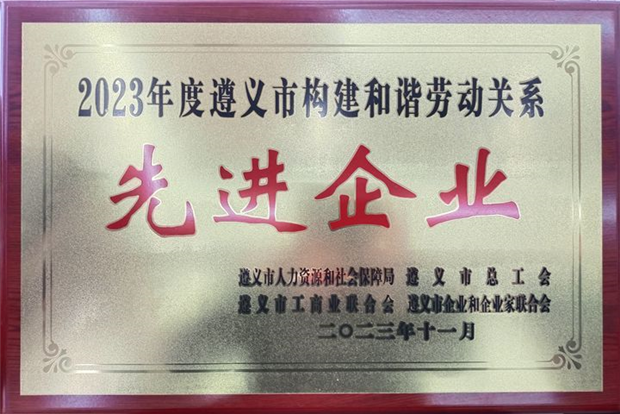 2023年度遵义市构建和谐劳动关系
先进企业
遵义市人力资源和社会保障局 遵义市总工会
遵义市工商业联合会 遵义市企业和企业家联合会
二〇二三年十一月